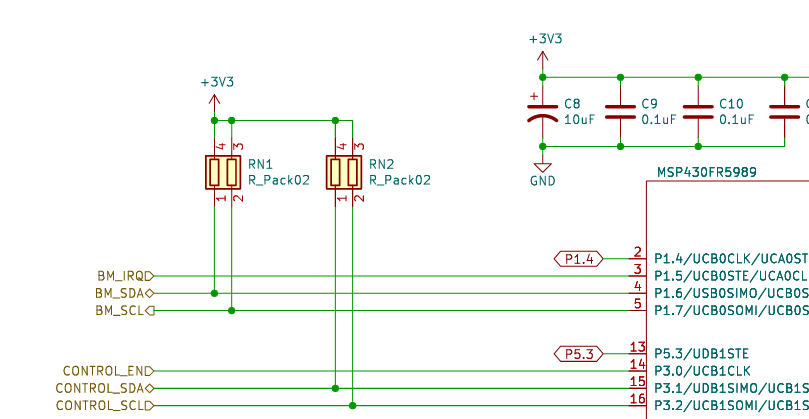 +3V3
+3V3
C8
10uF
C9
0.1uF
C10
0.1uF
4
3
RN1
R_Pack02
1
2
4
3
RN2
R_Pack02
1
2
GND
MSP430FR5989
P1.4
2
P1.4/UCB0CLK/UCA0ST
BM_IRQ
3
P1.5/UCB0STE/UCA0CL
BM_SDA
4
P1.6/USB0SIMO/UCB0S
BM_SCL
5
P1.7/UCB0SOMI/UCB0S
P5.3
13
P5.3/UDB1STE
CONTROL_EN
14
P3.0/UCB1CLK
CONTROL_SDA
15
P3.1/UDB1SIMO/UCB1S
CONTROL_SCL
16
P3.2/UCB1SOMI/UCB1S